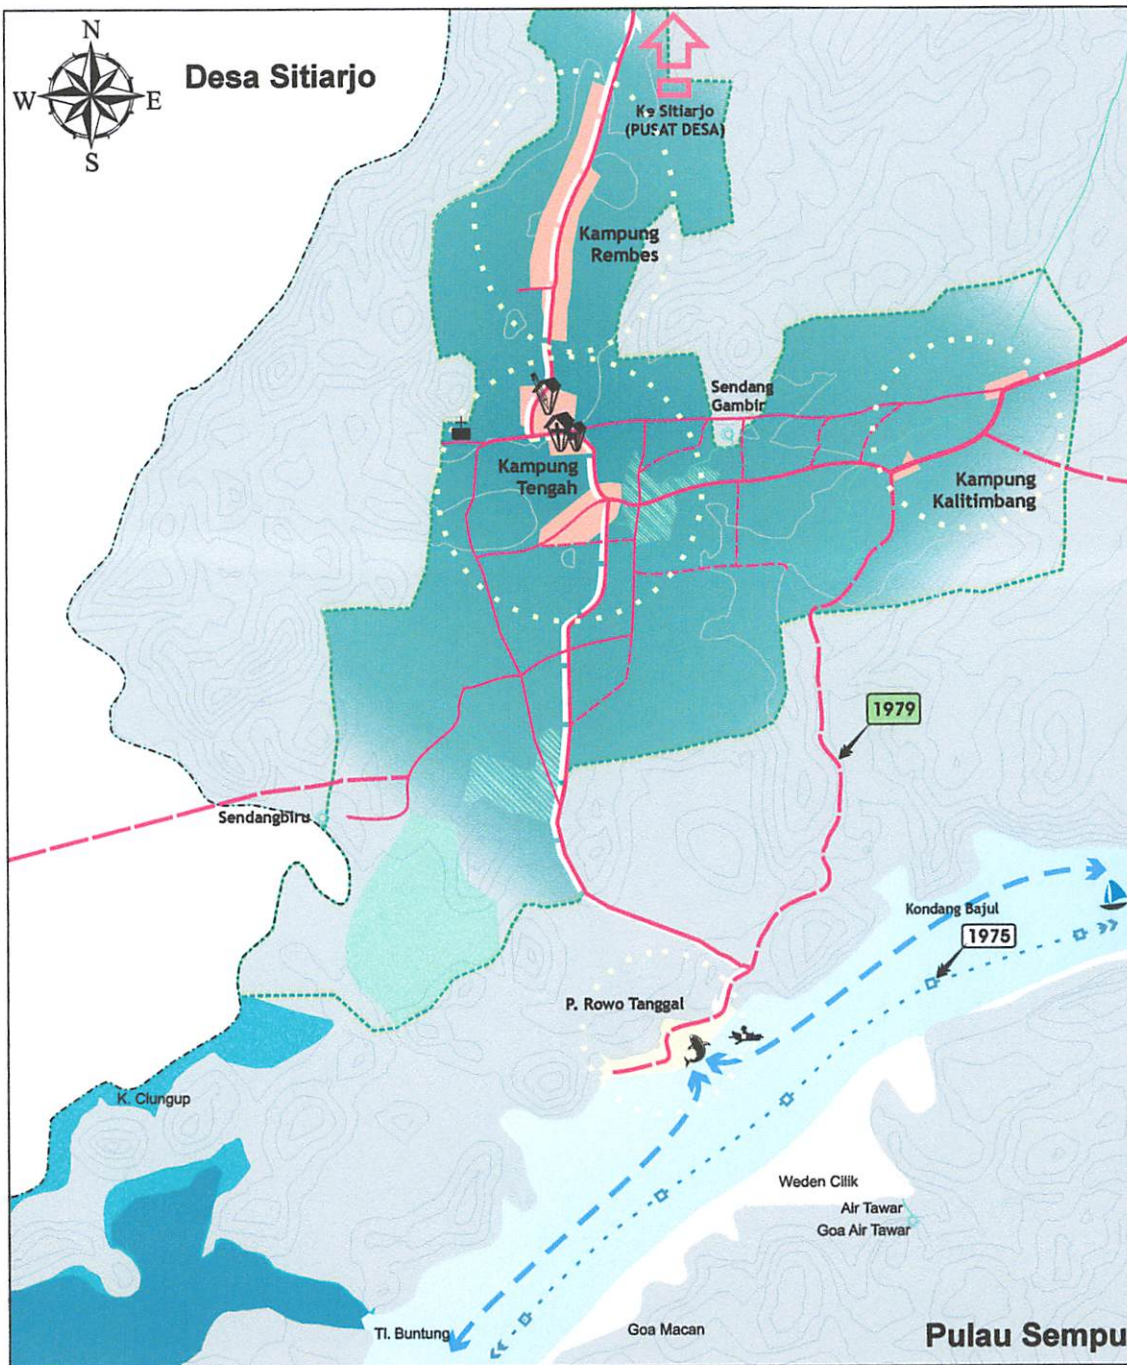 N
W E
S
Desa Sitiarjo
Ke Sitiarjo
(PUSAT DESA)
Kampung
Rembes
Sendang
Gambir
Kampung
Tengah
Kampung
Kalitimbang
1979
Sendangbiru
Kondang Bajul
1975
P. Rowo Tanggal
K. Clungup
Weden Cilik
Air Tawar
Goa Air Tawar
Tl. Buntung
Goa Macan
Pulau Sempu